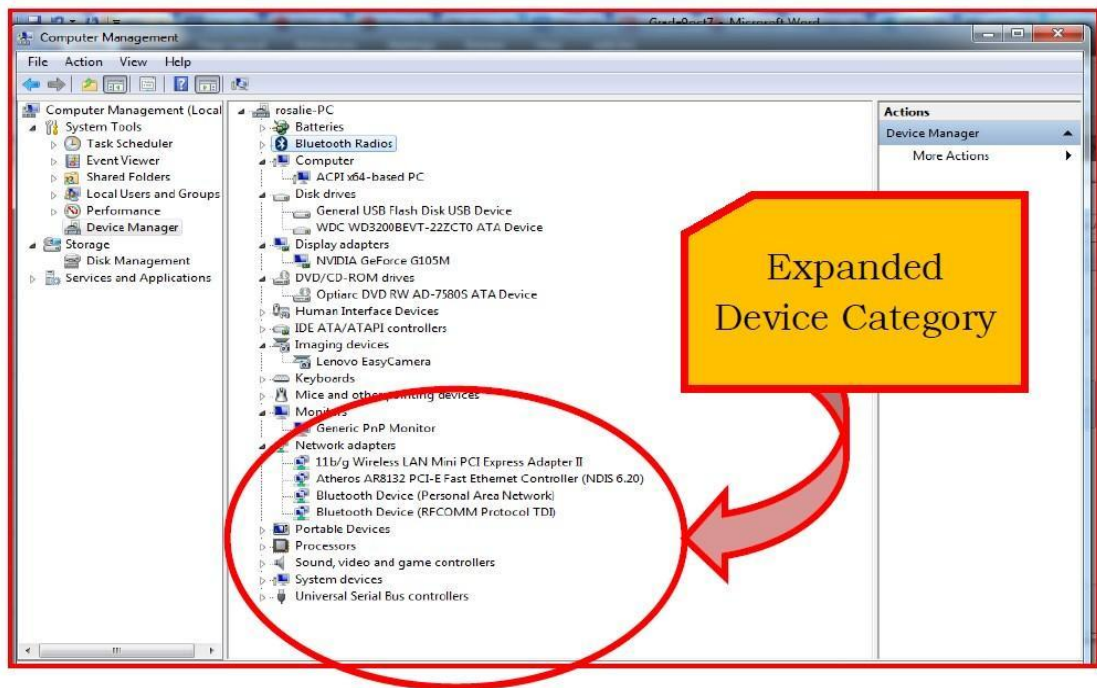 Grade9oct7 - Microsoft Word
Computer Management
File Action View Help
Computer Management (Local
System Tools
Task Scheduler
Event Viewer
Shared Folders
Local Users and Groups
Performance
Device Manager
Storage
Disk Management
Services and Applications
rosalie-PC
Batteries
Bluetooth Radios
Computer
ACPI x64-based PC
Disk drives
General USB Flash Disk USB Device
WDC WD3200BEVT-22ZCT0 ATA Device
Display adapters
NVIDIA GeForce G105M
DVD/CD-ROM drives
Optiarc DVD RW AD-7580S ATA Device
Human Interface Devices
IDE ATA/ATAPI controllers
Imaging devices
Lenovo EasyCamera
Keyboards
Mice and other pointing devices
Monitors
Generic PnP Monitor
Network adapters
11b/g Wireless LAN Mini PCI Express Adapter II
Atheros AR8132 PCI-E Fast Ethernet Controller (NDIS 6.20)
Bluetooth Device (Personal Area Network)
Bluetooth Device (RFCOMM Protocol TDI)
Portable Devices
Processors
Sound, video and game controllers
System devices
Universal Serial Bus controllers
Actions
Device Manager
More Actions
Expanded
Device Category